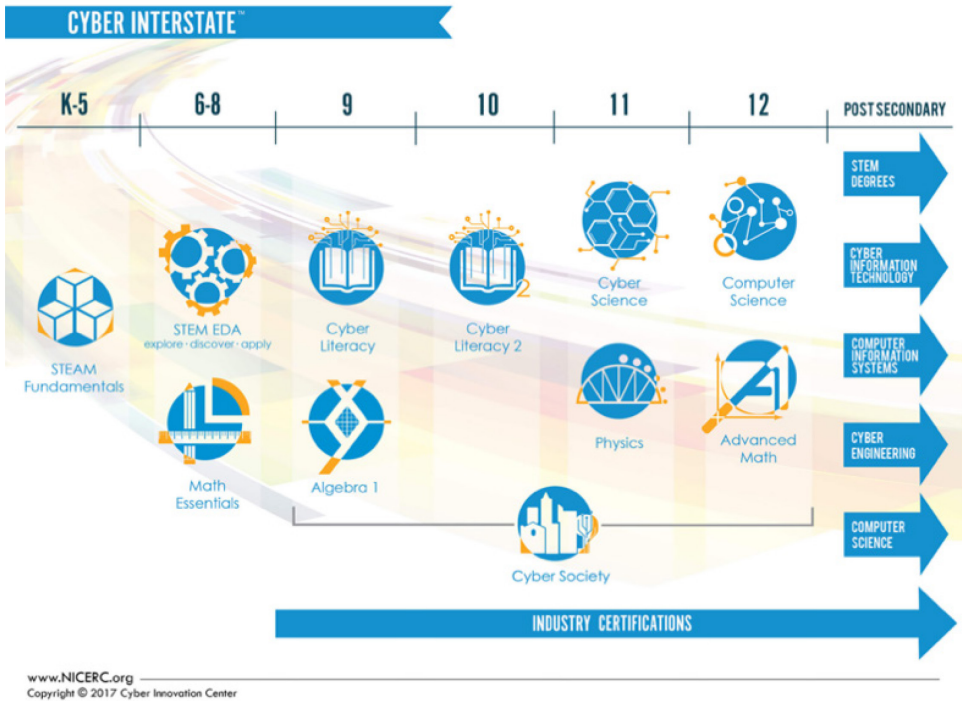 CYBER INTERSTATE™
K-5
6-8
9
10
11
12
POST SECONDARY
STEM
DEGREES
CYBER
INFORMATION
TECHNOLOGY
COMPUTER
INFORMATION
SYSTEMS
CYBER
ENGINEERING
COMPUTER
SCIENCE
STEAM
Fundamentals
STEM EDA
explore · discover · apply
Math
Essentials
Cyber
Literacy
Algebra 1
2
Cyber
Literacy 2
Cyber
Science
Physics
Computer
Science
A1
Advanced
Math
Cyber Society
INDUSTRY CERTIFICATIONS
www.NICERC.org
Copyright © 2017 Cyber Innovation Center